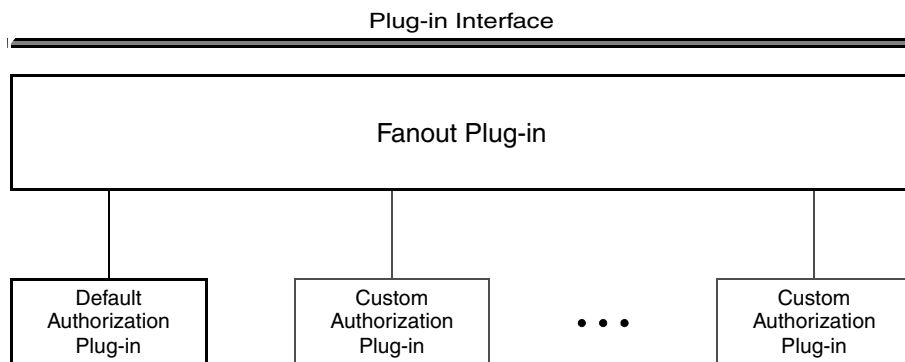 Plug-in Interface
Fanout Plug-in
Default
Authorization
Plug-in
Custom
Authorization
Plug-in
• • •
Custom
Authorization
Plug-in